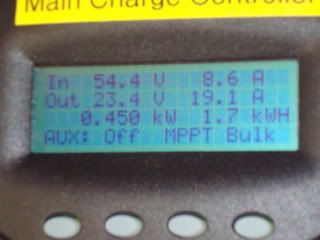 Main Charge Controller
In 54.4 V 8.6 A
Out 23.4 V 19.1 A
0.450 kW 1.7 kWH
AUX: Off MPPT Bulk